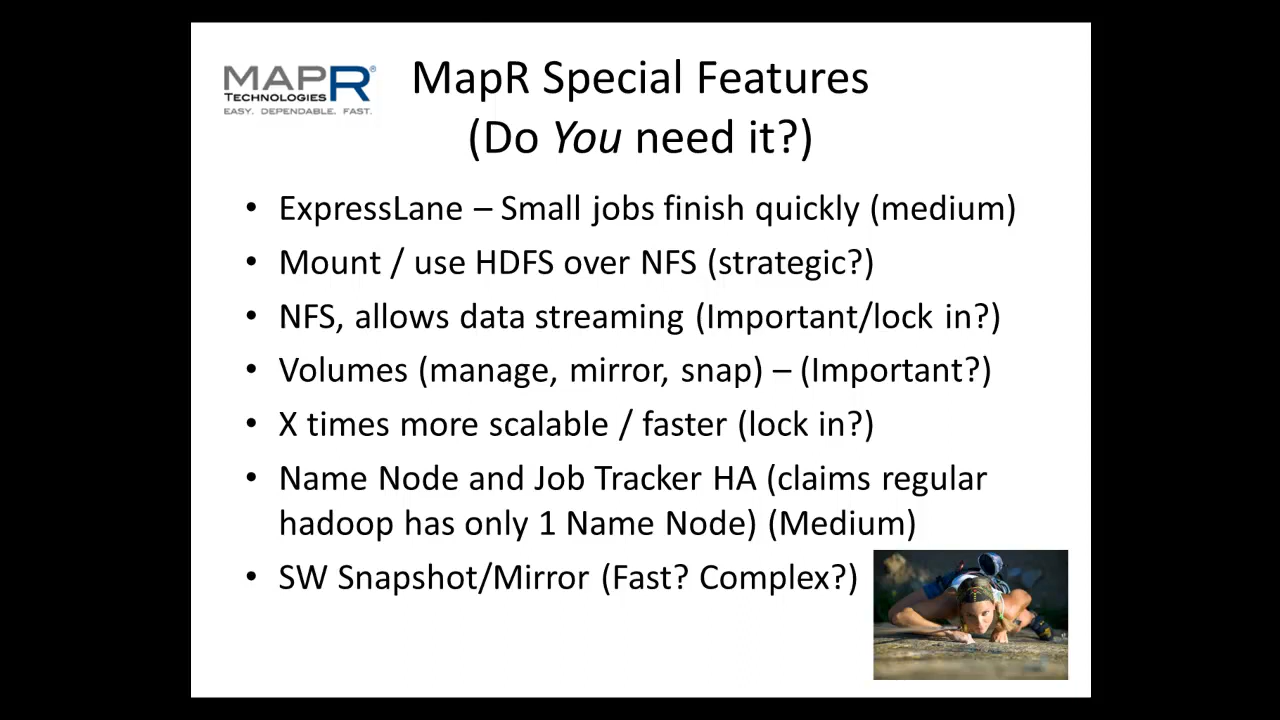 MAPR®
TECHNOLOGIES
EASY. DEPENDABLE. FAST.
MapR Special Features
(Do You need it?)
• ExpressLane – Small jobs finish quickly (medium)
• Mount / use HDFS over NFS (strategic?)
• NFS, allows data streaming (Important/lock in?)
• Volumes (manage, mirror, snap) – (Important?)
• X times more scalable / faster (lock in?)
• Name Node and Job Tracker HA (claims regular
hadoop has only 1 Name Node) (Medium)
• SW Snapshot/Mirror (Fast? Complex?)